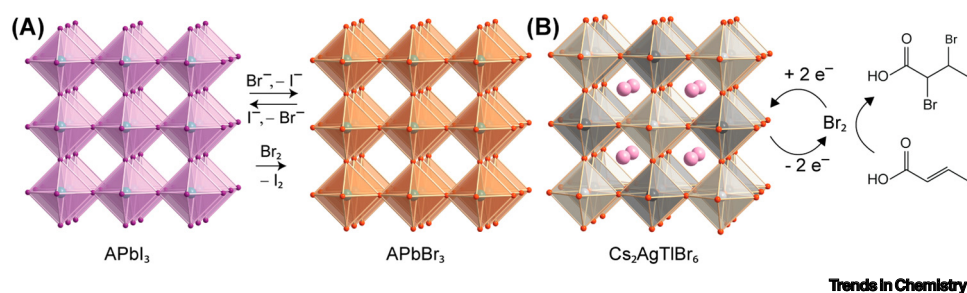 (A)
Br⁻, – I⁻
I⁻, – Br⁻
Br₂
– I₂
APbI₃
APbBr₃
(B)
Cs₂AgTlBr₆
+ 2 e⁻
Br₂
- 2 e⁻
O
HO
Br
Br
O
HO
Trends in Chemistry